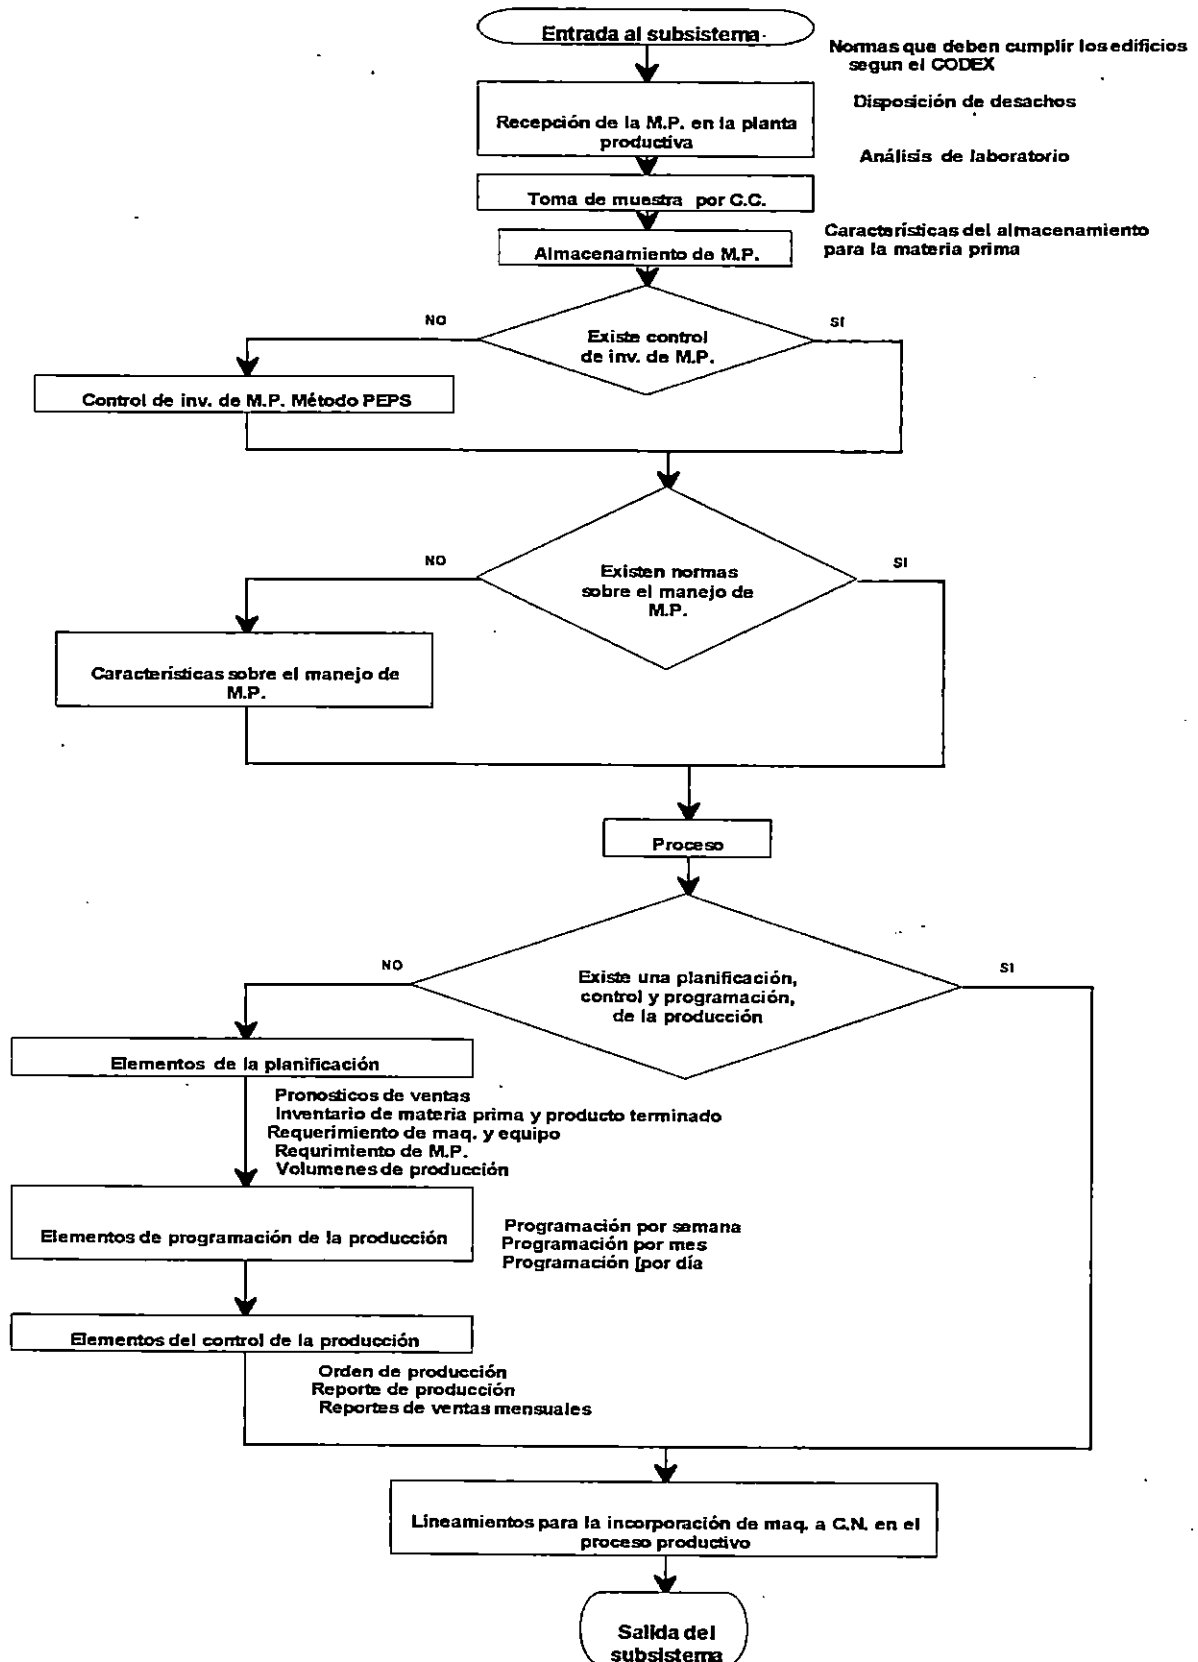 Entrada al subsistema
Normas que deben cumplir los edificios
segun el CODEX
Disposición de desachos
Recepción de la M.P. en la planta
productiva
Análisis de laboratorio
Toma de muestra por C.C.
Características del almacenamiento
para la materia prima
Almacenamiento de M.P.
NO
SI
Existe control
de inv. de M.P.
Control de inv. de M.P. Método PEPS
NO
SI
Existen normas
sobre el manejo de
M.P.
Características sobre el manejo de
M.P.
Proceso
NO
SI
Existe una planificación,
control y programación,
de la producción
Elementos de la planificación
Pronosticos de ventas
Inventario de materia prima y producto terminado
Requerimiento de maq. y equipo
Requrimiento de M.P.
Volumenes de producción
Elementos de programación de la producción
Programación por semana
Programación por mes
Programación [por día
Elementos del control de la producción
Orden de producción
Reporte de producción
Reportes de ventas mensuales
Lineamientos para la incorporación de maq. a C.N. en el
proceso productivo
Salida del
subsistema